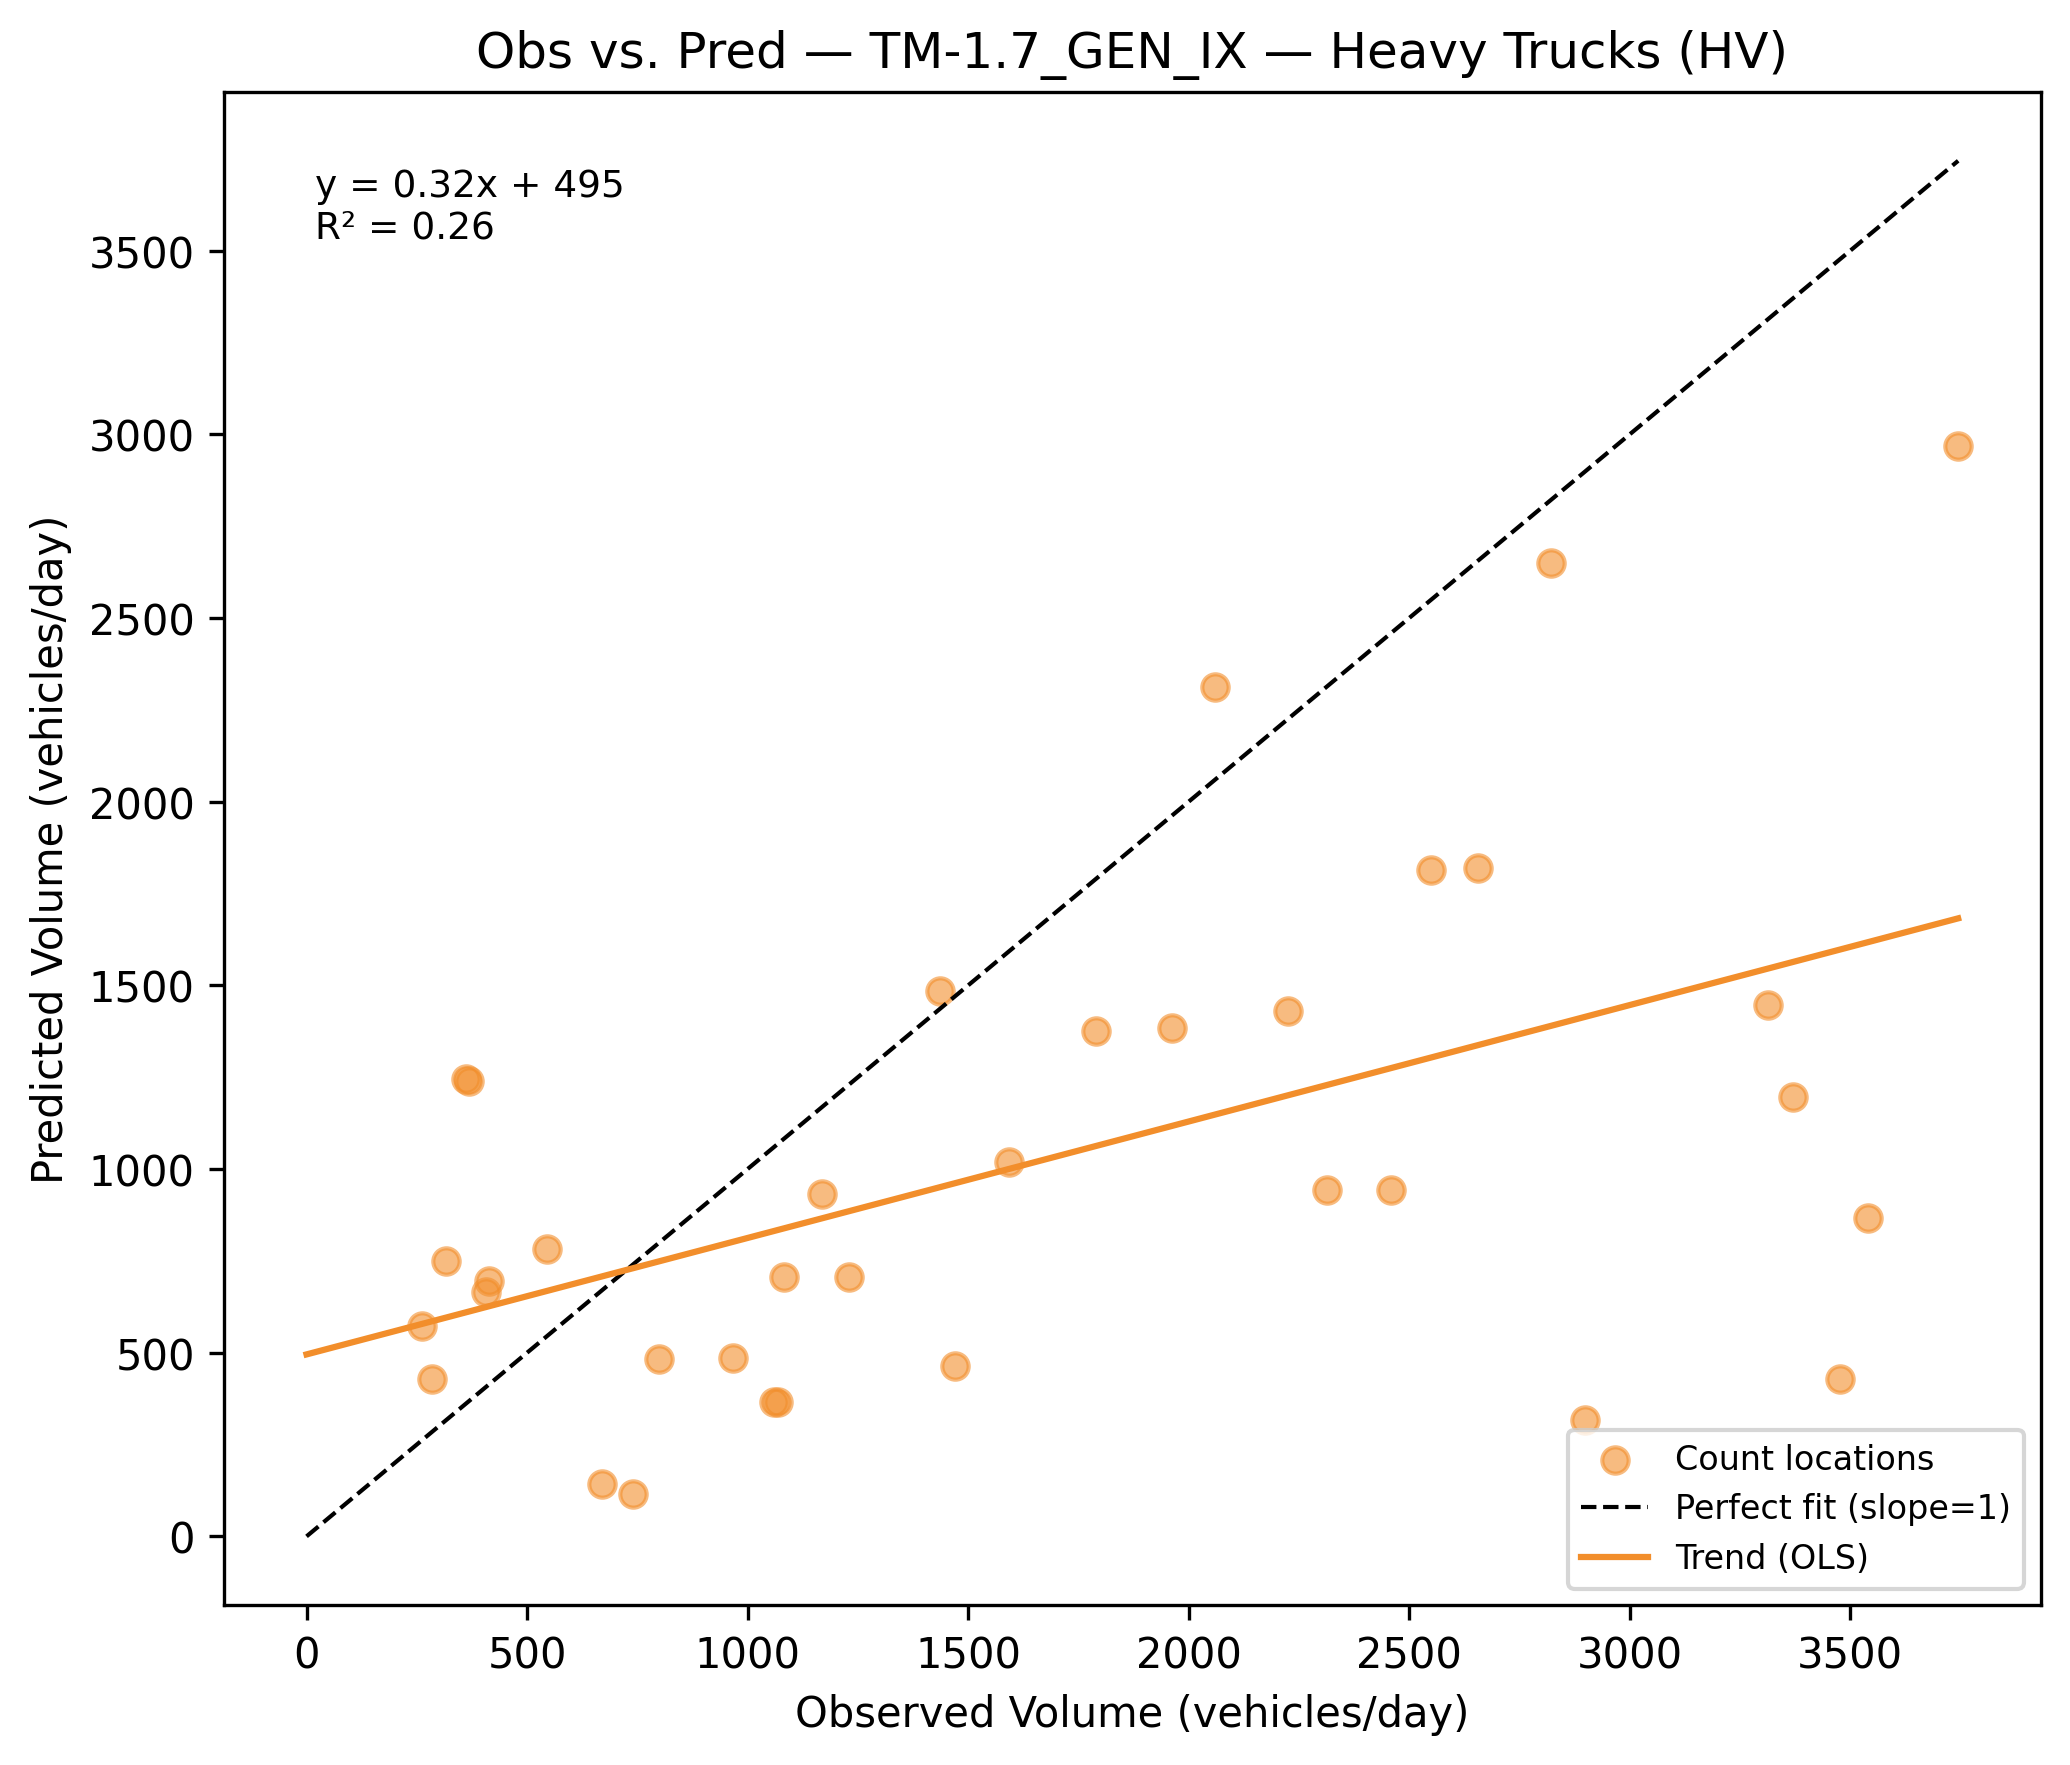 Obs vs. Pred — TM-1.7_GEN_IX — Heavy Trucks (HV)
y = 0.32x + 495
R² = 0.26
Predicted Volume (vehicles/day)
3500
3000
2500
2000
1500
1000
500
0
Count locations
Perfect fit (slope=1)
Trend (OLS)
0 500 1000 1500 2000 2500 3000 3500
Observed Volume (vehicles/day)